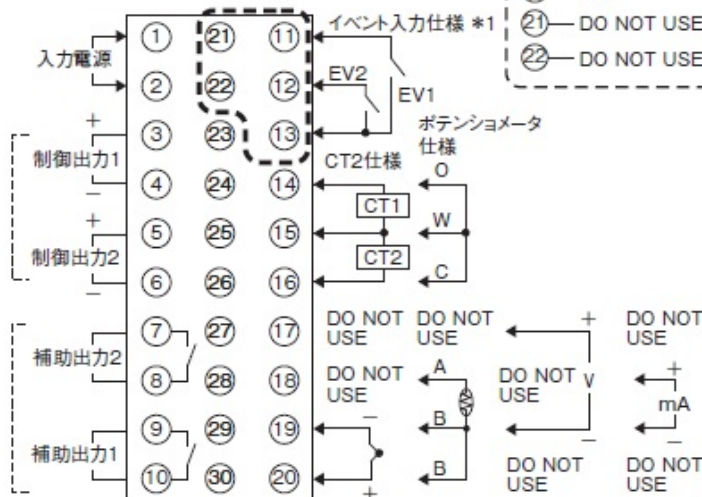 ① ㉑ ⑪ イベント入力仕様 *1
㉑ DO NOT USE
㉒ DO NOT USE
入力電源
② ㉒ ⑫ EV2
EV1
+
③ ㉓ ⑬
ポテンショメータ
仕様
制御出力1
CT2仕様
④ ㉔ ⑭ O
−
CT1
+
⑤ ㉕ ⑮ W
制御出力2
CT2
⑥ ㉖ ⑯ C
−
⑦ ㉗ ⑰ DO NOT USE
DO NOT USE
+
DO NOT USE
補助出力2
⑧ ㉘ ⑱ DO NOT USE
A
DO NOT USE
V
+
mA
⑨ ㉙ ⑲ −
B
−
−
補助出力1
⑩ ㉚ ⑳ +
B
DO NOT USE
DO NOT USE